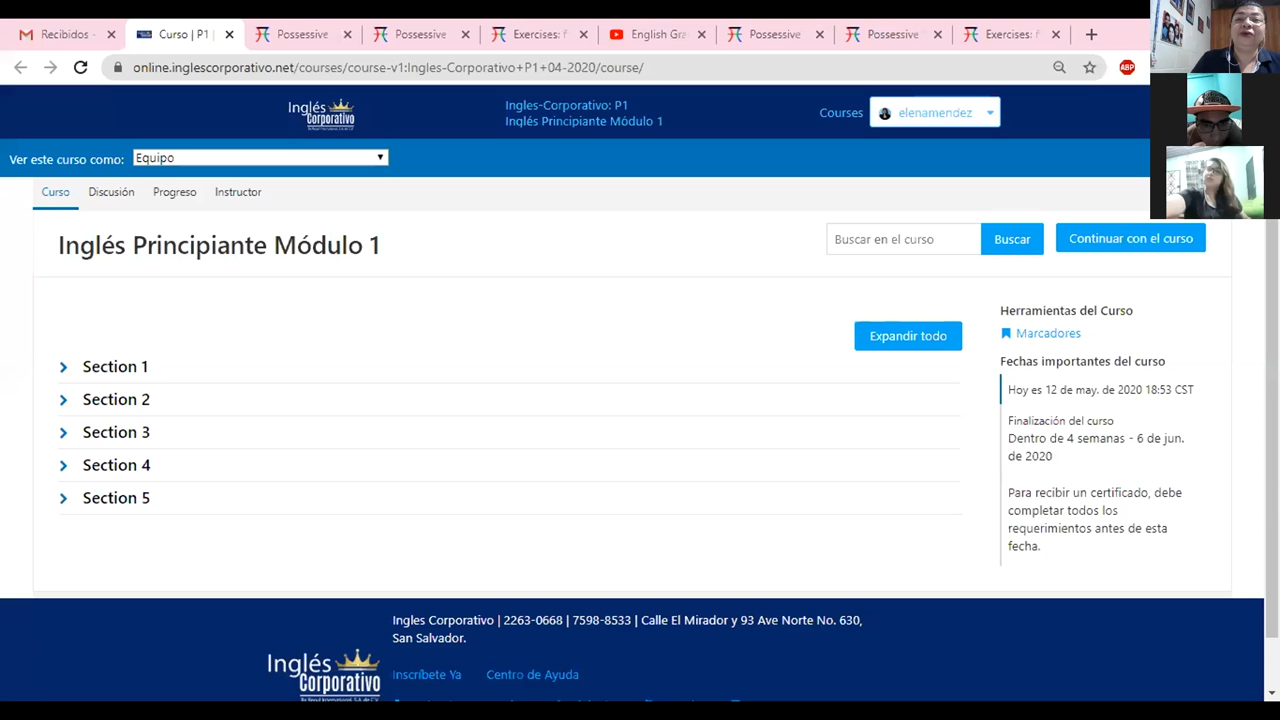 Recibidos -
Curso | P1 |
Possessive
Possessive
Exercises: f
English Gra
Possessive
Possessive
Exercises: f
online.inglescorporativo.net/courses/course-v1:Ingles-Corporativo+P1+04-2020/course/
ABP
Inglés
Corporativo
Ingles-Corporativo: P1
Inglés Principiante Módulo 1
Courses
elenamendez
Ver este curso como:
Equipo
Curso
Discusión
Progreso
Instructor
Inglés Principiante Módulo 1
Buscar en el curso
Buscar
Continuar con el curso
Expandir todo
Section 1
Section 2
Section 3
Section 4
Section 5
Herramientas del Curso
Marcadores
Fechas importantes del curso
Hoy es 12 de may. de 2020 18:53 CST
Finalización del curso
Dentro de 4 semanas - 6 de jun.
de 2020
Para recibir un certificado, debe
completar todos los
requerimientos antes de esta
fecha.
Inglés
Corporativo
Ingles Corporativo | 2263-0668 | 7598-8533 | Calle El Mirador y 93 Ave Norte No. 630,
San Salvador.
Inscríbete Ya
Centro de Ayuda